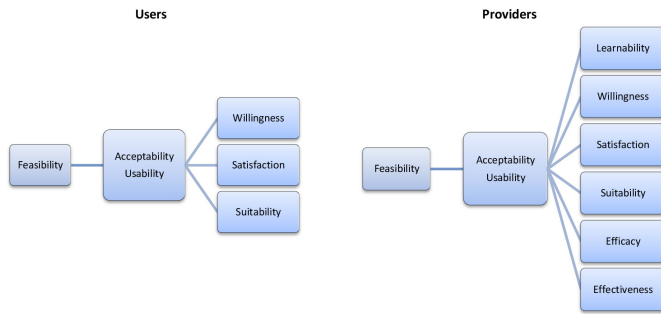 Users
Feasibility
Acceptability
Usability
Willingness
Satisfaction
Suitability
Providers
Feasibility
Acceptability
Usability
Learnability
Willingness
Satisfaction
Suitability
Efficacy
Effectiveness